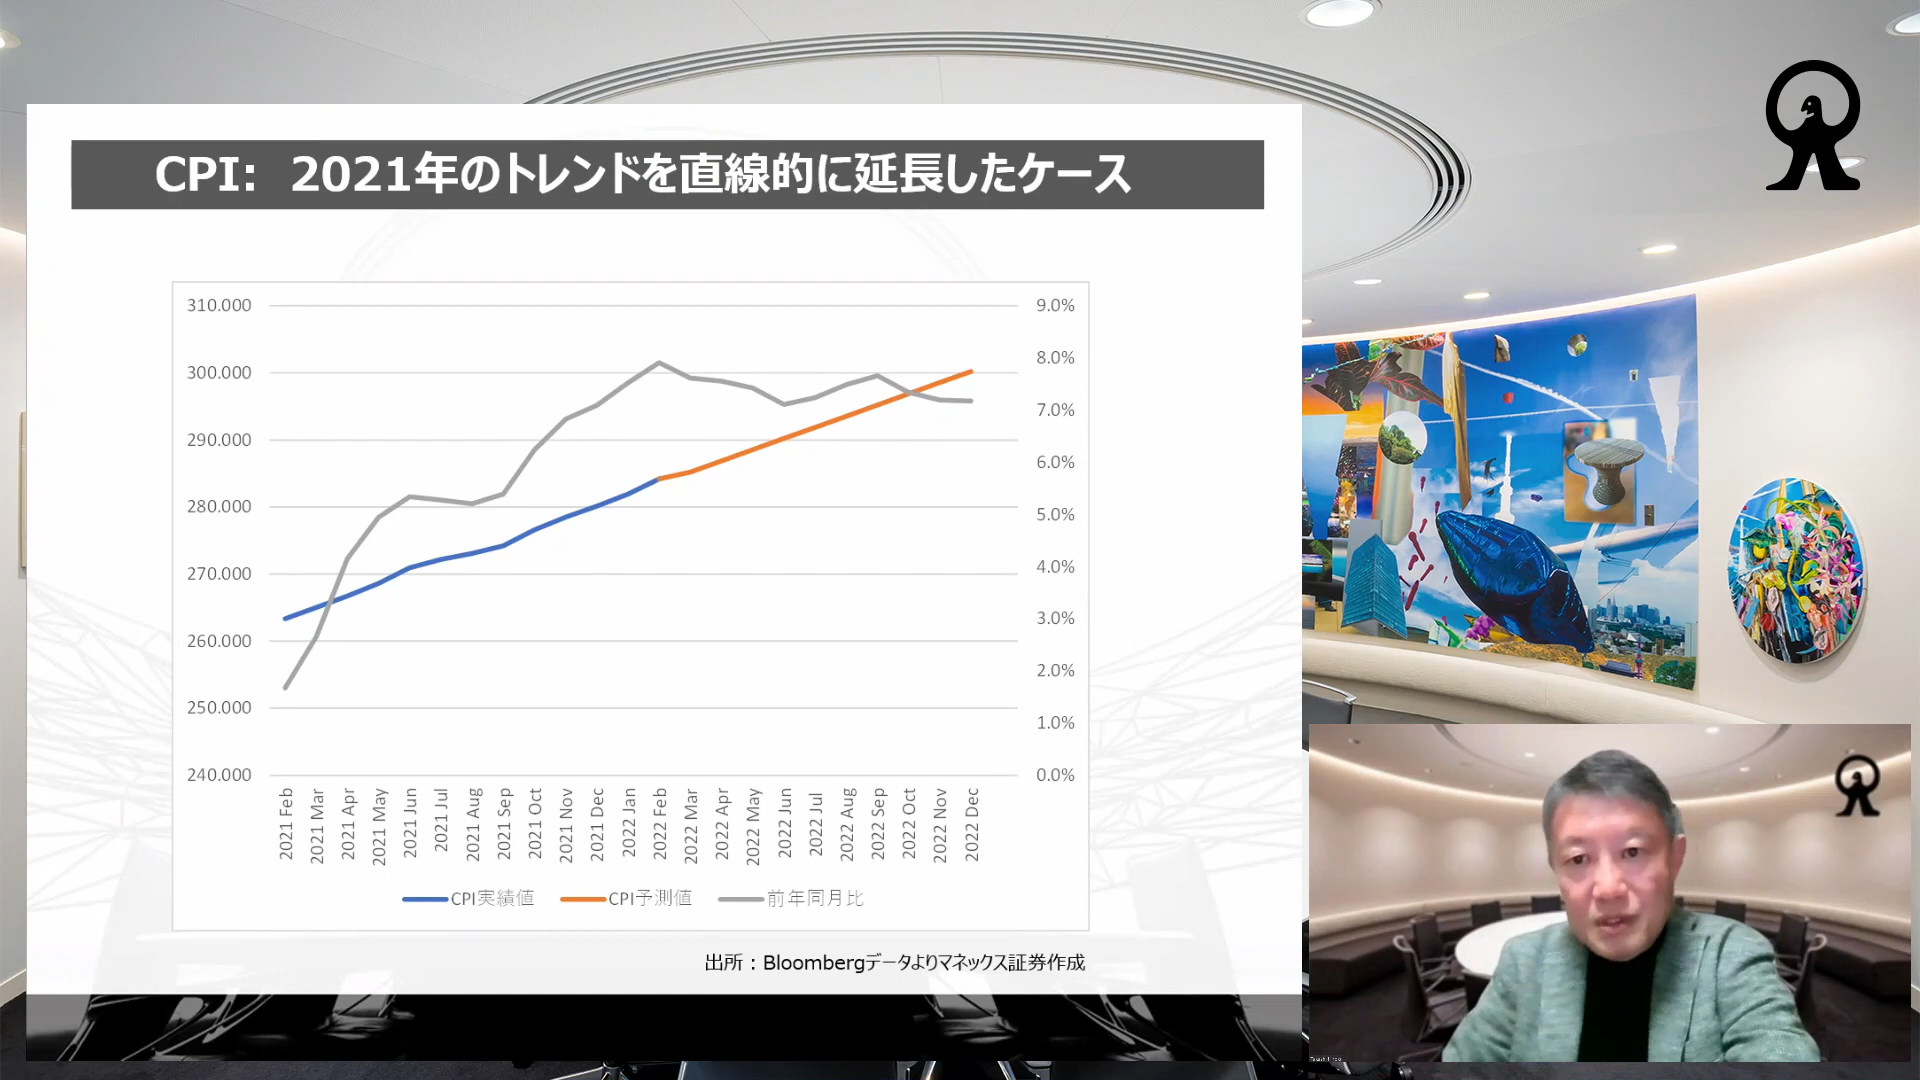 CPI: 2021年のトレンドを直線的に延長したケース
310.000
300.000
290.000
280.000
270.000
260.000
250.000
240.000
9.0%
8.0%
7.0%
6.0%
5.0%
4.0%
3.0%
2.0%
1.0%
0.0%
2021 Feb
2021 Mar
2021 Apr
2021 May
2021 Jun
2021 Jul
2021 Aug
2021 Sep
2021 Oct
2021 Nov
2021 Dec
2022 Jan
2022 Feb
2022 Mar
2022 Apr
2022 May
2022 Jun
2022 Jul
2022 Aug
2022 Sep
2022 Oct
2022 Nov
2022 Dec
CPI実績値 CPI予測値 前年同月比
出所：Bloombergデータよりマネックス証券作成